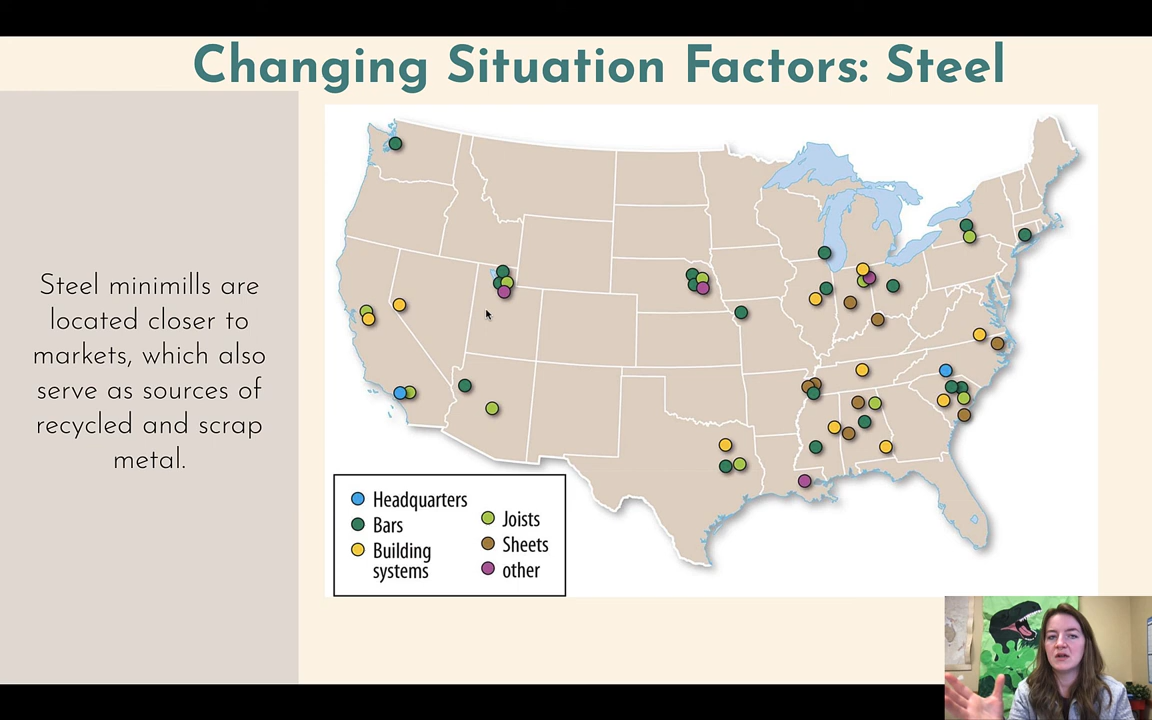 Changing Situation Factors: Steel
Steel minimills are
located closer to
markets, which also
serve as sources of
recycled and scrap
metal.
Headquarters
Bars
Building
systems
Joists
Sheets
other